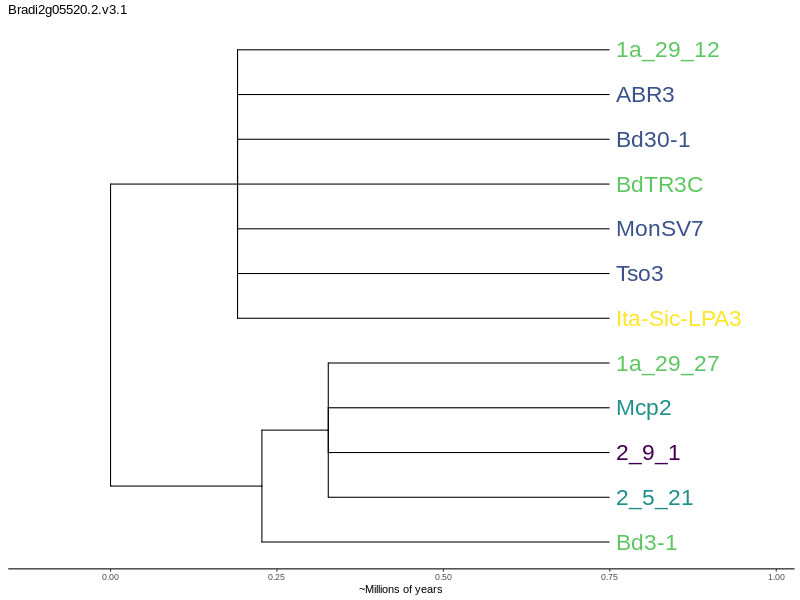 Bradi2g05520.2.v3.1
1a_29_12
ABR3
Bd30-1
BdTR3C
MonSV7
Tso3
Ita-Sic-LPA3
1a_29_27
Mcp2
2_9_1
2_5_21
Bd3-1
0.00 0.25 0.50 0.75 1.00
~Millions of years